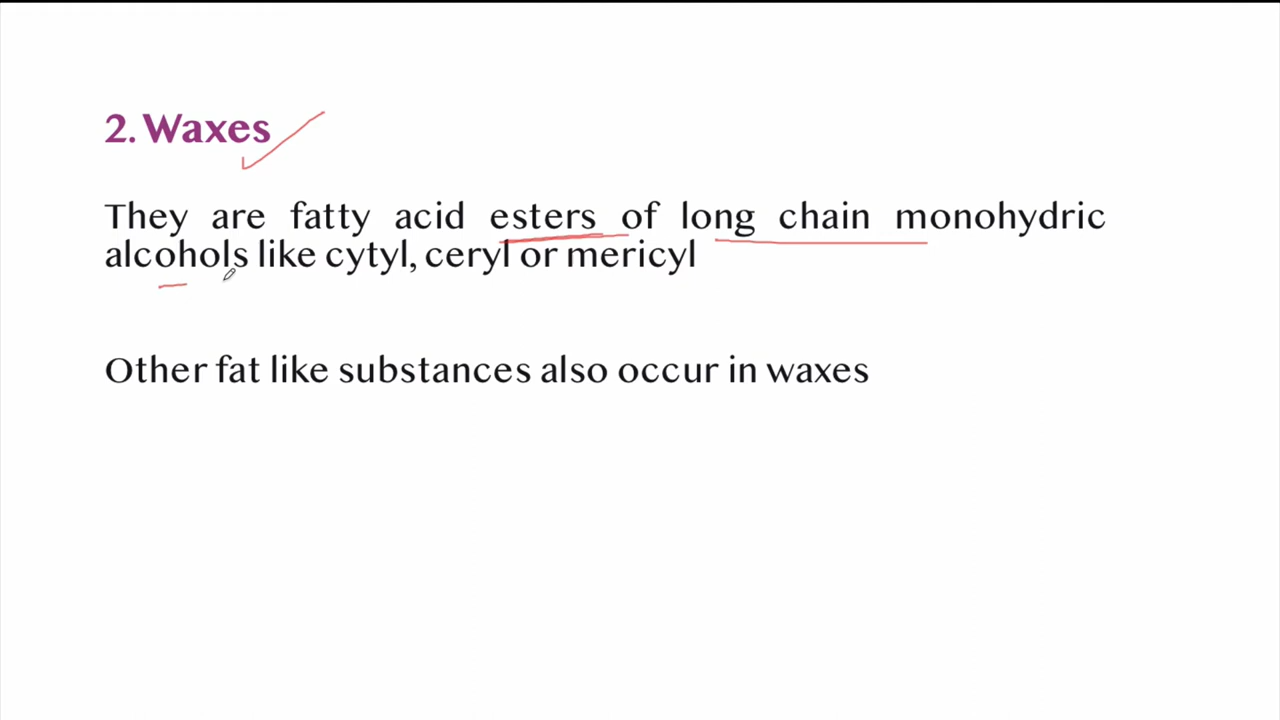 2. Waxes
They are fatty acid esters of long chain monohydric
alcohols like cytyl, ceryl or mericyl
Other fat like substances also occur in waxes